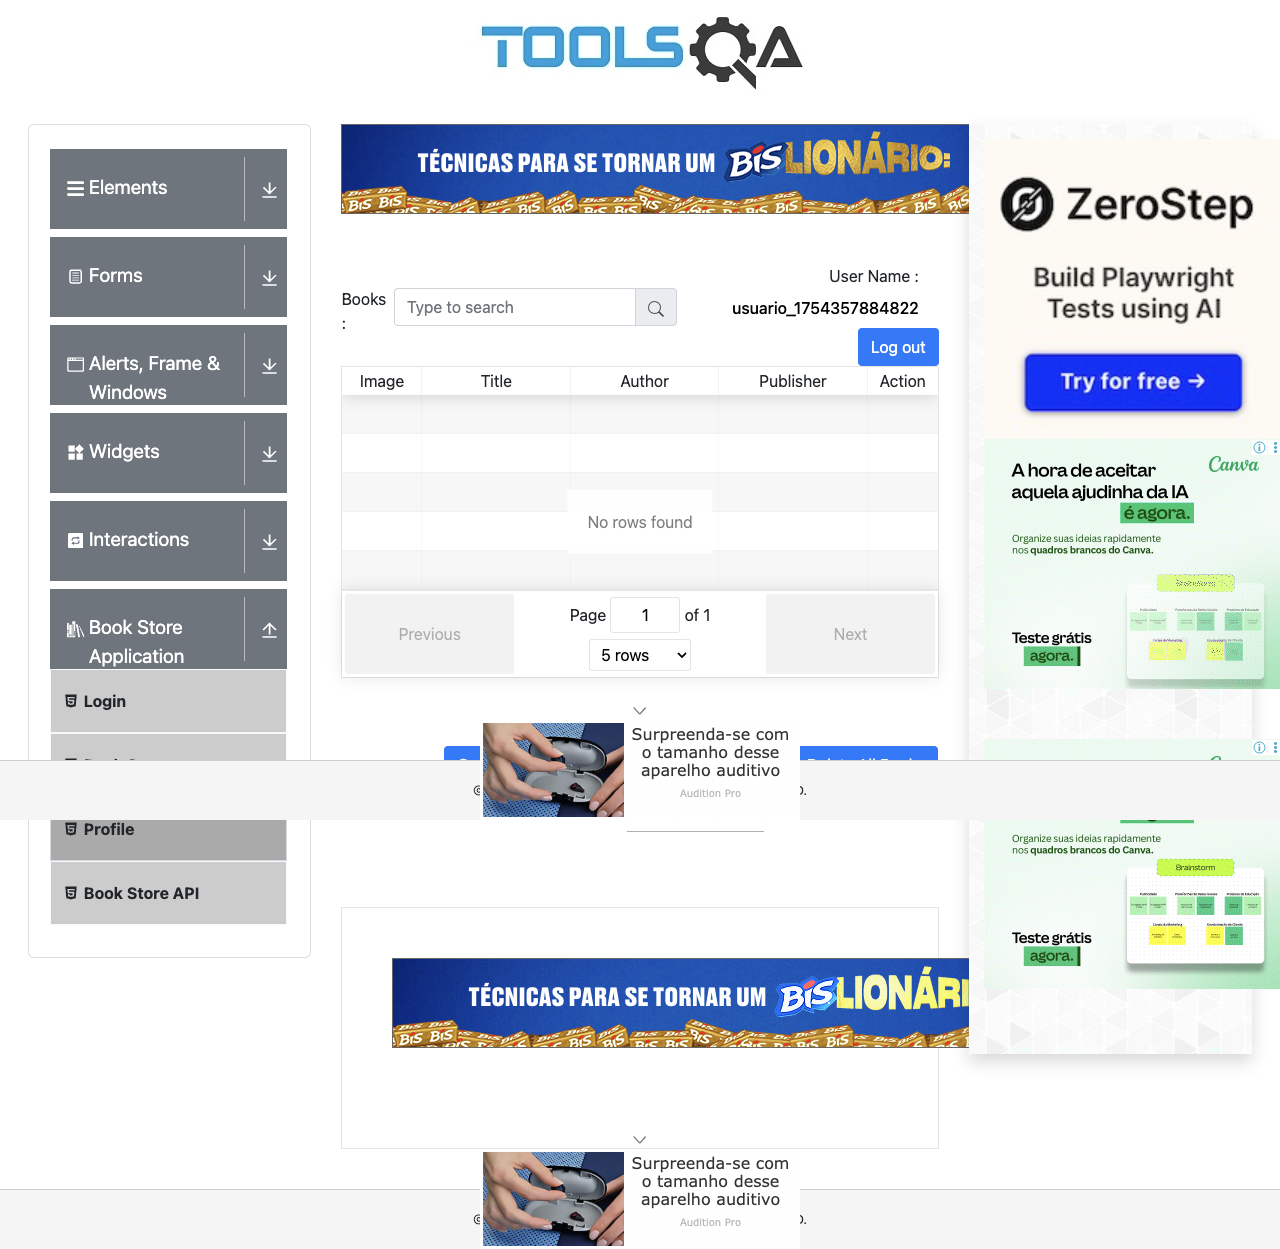 TOOLSQA
Elements
Forms
Alerts, Frame &
Windows
Widgets
Interactions
Book Store
Application
Login
Profile
Book Store API
TÉCNICAS PARA SE TORNAR UM BIS LIONÁRIO:
BIS BIS
User Name :
Books
:
Type to search
usuario_1754357884822
Log out
Image Title Author Publisher Action
No rows found
Previous
Page 1 of 1
5 rows
Next
Surpreenda-se com
o tamanho desse
aparelho auditivo
Audition Pro
TÉCNICAS PARA SE TORNAR UM BIS LIONÁRI
Surpreenda-se com
o tamanho desse
aparelho auditivo
Audition Pro
ZeroStep
Build Playwright
Tests using AI
Try for free →
Canva
A hora de aceitar
aquela ajudinha da IA
é agora.
Organize suas ideias rapidamente
nos quadros brancos do Canva.
Brainstorm
Teste grátis
agora.
Organize suas ideias rapidamente
nos quadros brancos do Canva.
Brainstorm
Teste grátis
agora.